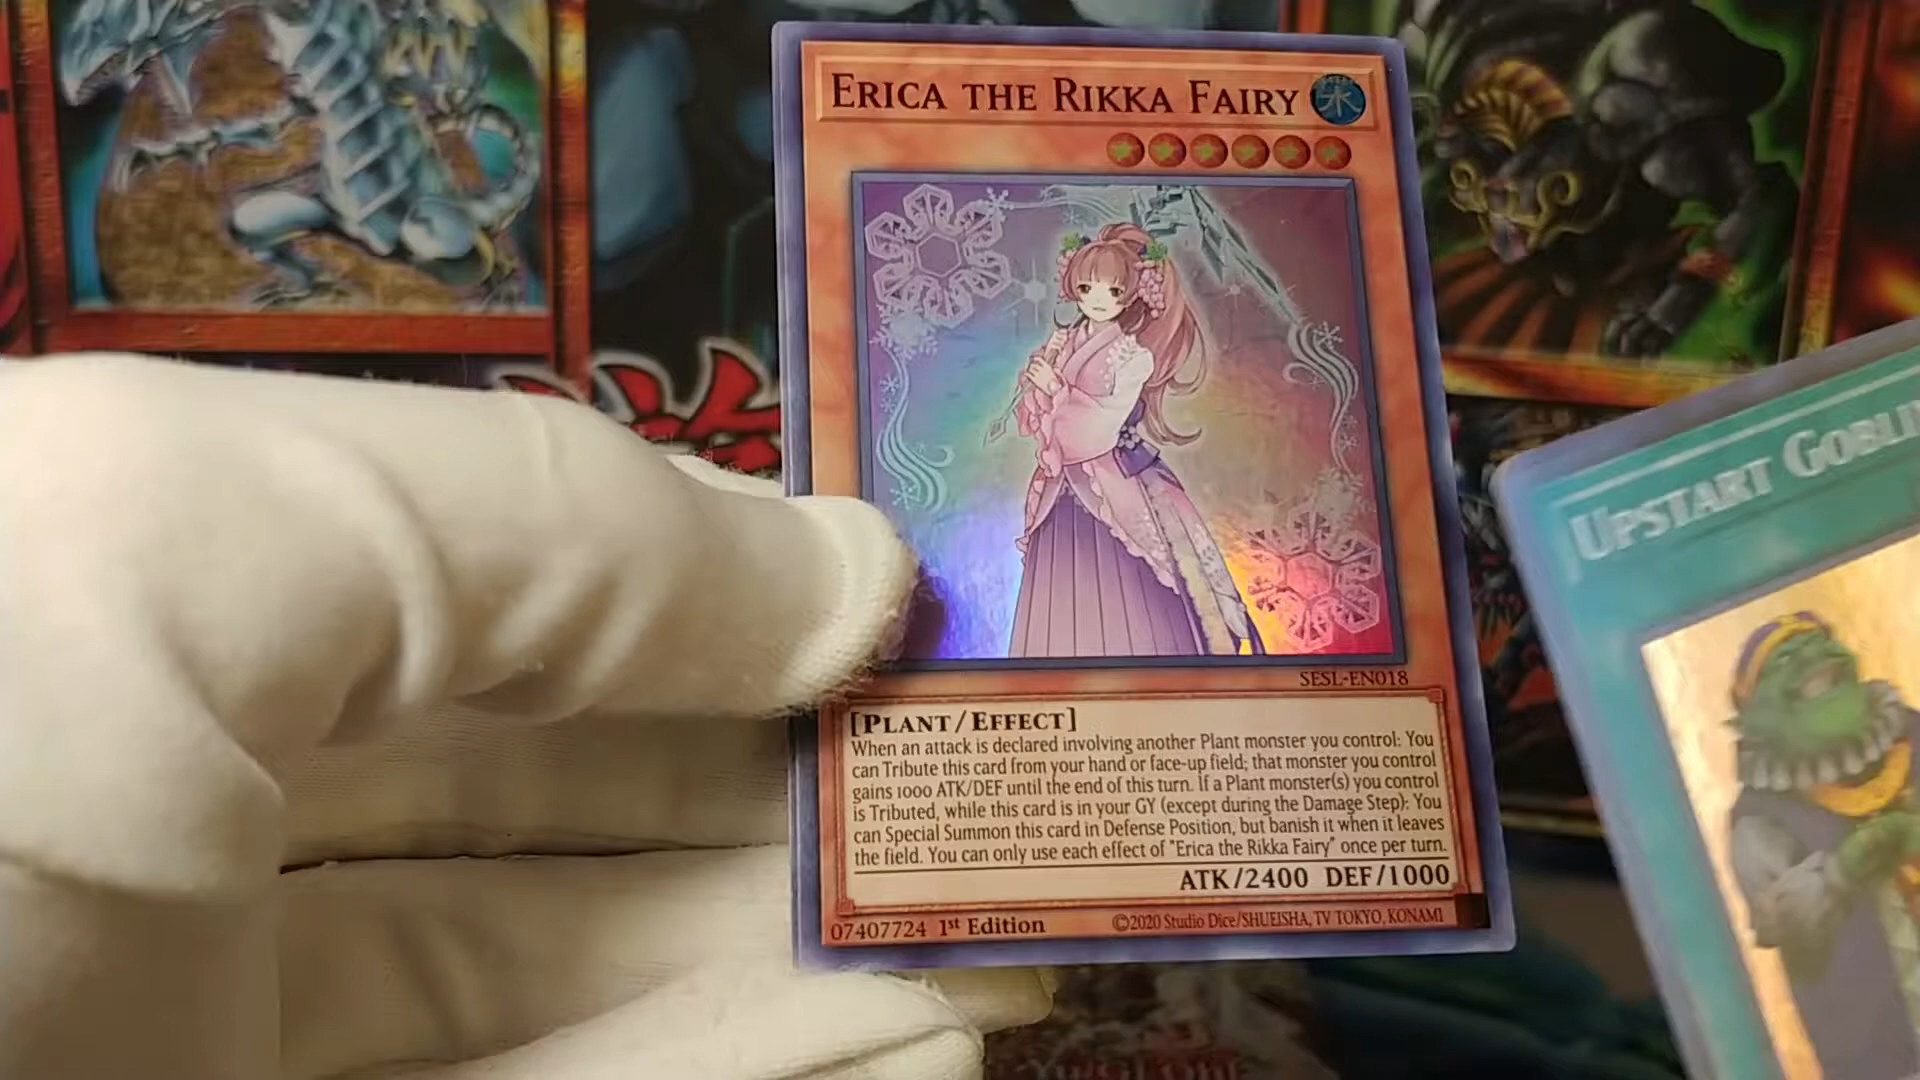 ERICA THE RIKKA FAIRY
水
SESL-EN018
[PLANT/EFFECT]
When an attack is declared involving another Plant monster you control: You
can Tribute this card from your hand or face-up field; that monster you control
gains 1000 ATK/DEF until the end of this turn. If a Plant monster(s) you control
is Tributed, while this card is in your GY (except during the Damage Step): You
can Special Summon this card in Defense Position, but banish it when it leaves
the field. You can only use each effect of "Erica the Rikka Fairy" once per turn.
ATK/2400 DEF/1000
07407724 1st Edition
©2020 Studio Dice/SHUEISHA, TV TOKYO, KONAMI
UPSTART GOBLIN